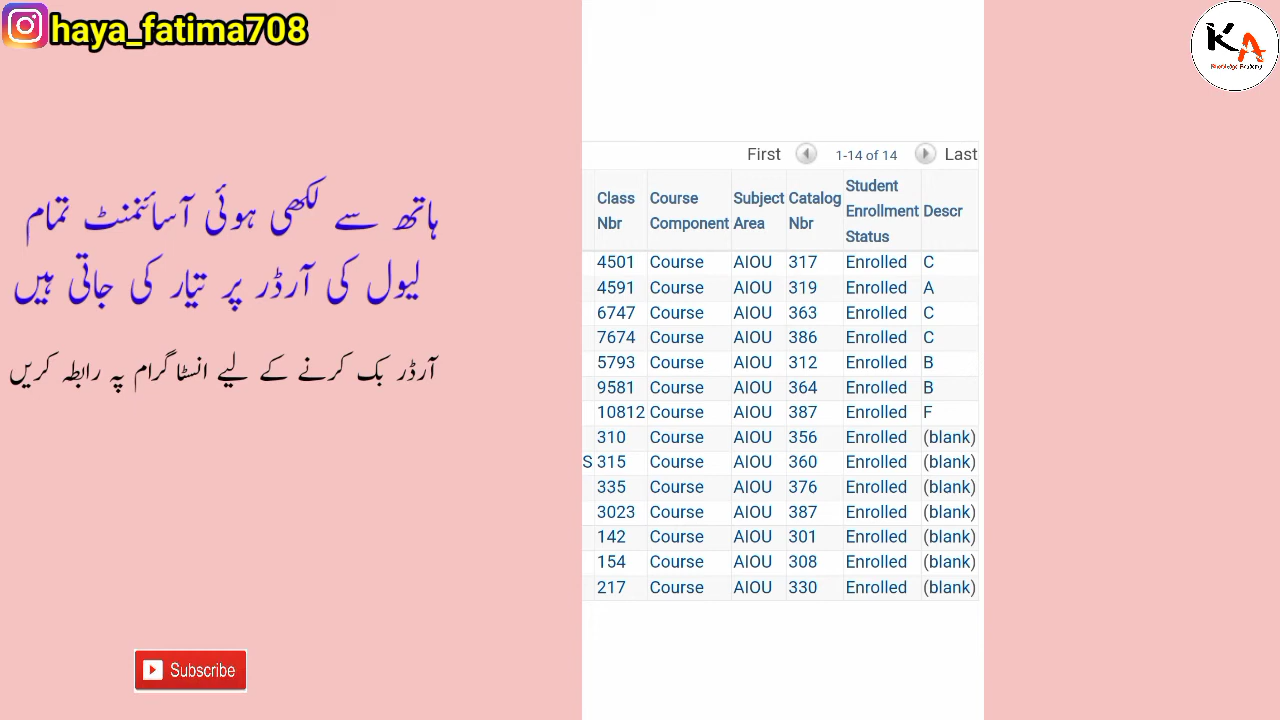 haya_fatima708
KA
Knowledge Academy
ہاتھ سے لکھی ہوئی آسائنمنٹ تمام
لیول کی آرڈر پر تیار کی جاتی ہیں
آرڈر بک کرنے کے لیے انسٹاگرام پہ رابطہ کریں
Subscribe
First 1-14 of 14 Last
Class Nbr Course Component Subject Area Catalog Nbr Student Enrollment Status Descr
4501 Course AIOU 317 Enrolled C
4591 Course AIOU 319 Enrolled A
6747 Course AIOU 363 Enrolled C
7674 Course AIOU 386 Enrolled C
5793 Course AIOU 312 Enrolled B
9581 Course AIOU 364 Enrolled B
10812 Course AIOU 387 Enrolled F
310 Course AIOU 356 Enrolled (blank)
S 315 Course AIOU 360 Enrolled (blank)
335 Course AIOU 376 Enrolled (blank)
3023 Course AIOU 387 Enrolled (blank)
142 Course AIOU 301 Enrolled (blank)
154 Course AIOU 308 Enrolled (blank)
217 Course AIOU 330 Enrolled (blank)